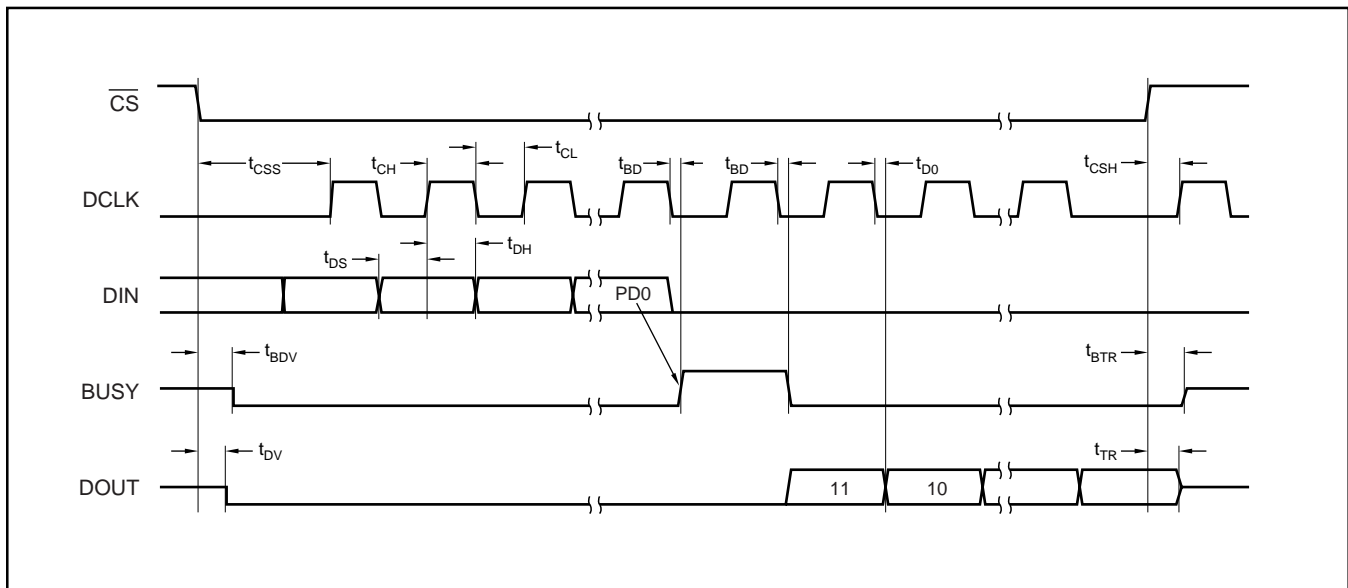 CS
tCSS
tCH
tCL
tBD
tBD
tD0
tCSH
DCLK
tDS
tDH
DIN
PD0
tBDV
tBTR
BUSY
tDV
tTR
DOUT
11
10